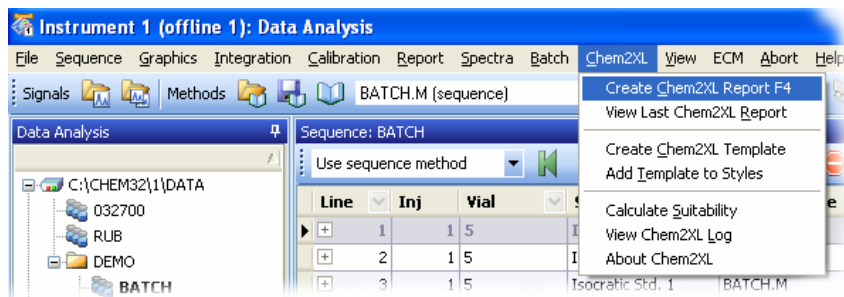 Instrument 1 (offline 1): Data Analysis
File Sequence Graphics Integration Calibration Report Spectra Batch Chem2XL View ECM Abort Help
Signals Methods BATCH.M (sequence)
Create Chem2XL Report F4
View Last Chem2XL Report
Create Chem2XL Template
Add Template to Styles
Calculate Suitability
View Chem2XL Log
About Chem2XL
Data Analysis
C:\CHEM32\1\DATA
032700
RUB
DEMO
BATCH
Sequence: BATCH
Use sequence method
Line Inj Vial
1 1 5
2 1 5
3 1 5 Isocratic Std. 1 BATCH.M